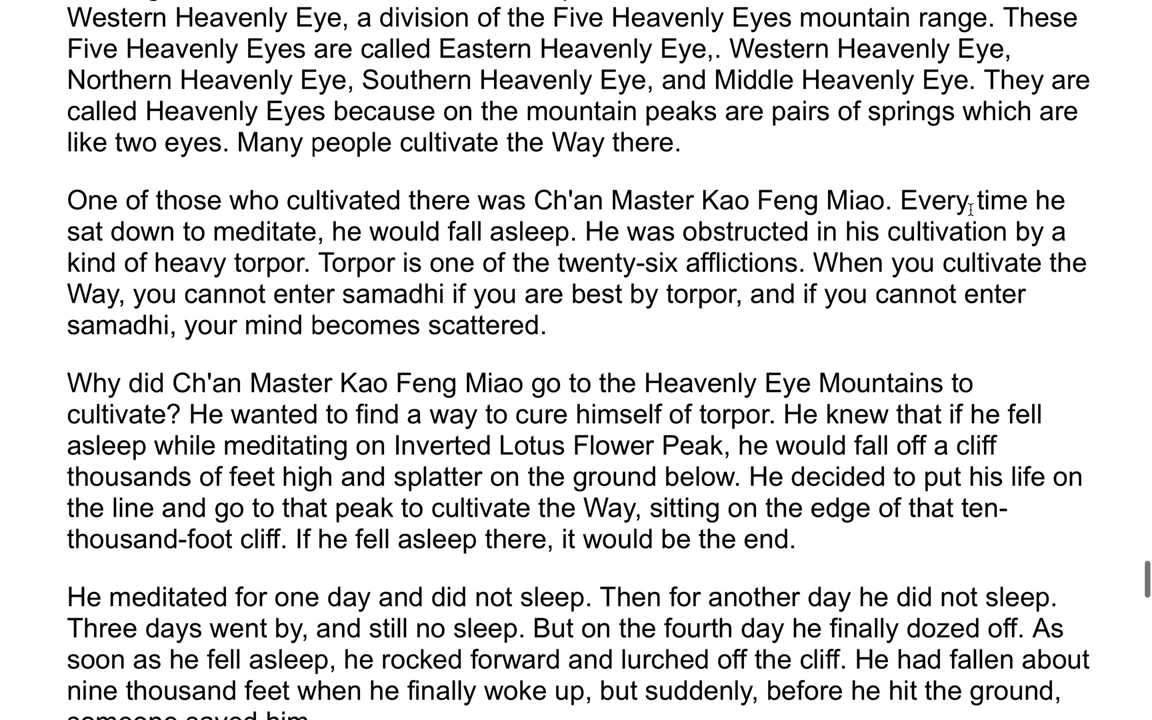 Western Heavenly Eye, a division of the Five Heavenly Eyes mountain range. These
Five Heavenly Eyes are called Eastern Heavenly Eye,. Western Heavenly Eye,
Northern Heavenly Eye, Southern Heavenly Eye, and Middle Heavenly Eye. They are
called Heavenly Eyes because on the mountain peaks are pairs of springs which are
like two eyes. Many people cultivate the Way there.
One of those who cultivated there was Ch'an Master Kao Feng Miao. Every time he
sat down to meditate, he would fall asleep. He was obstructed in his cultivation by a
kind of heavy torpor. Torpor is one of the twenty-six afflictions. When you cultivate the
Way, you cannot enter samadhi if you are best by torpor, and if you cannot enter
samadhi, your mind becomes scattered.
Why did Ch'an Master Kao Feng Miao go to the Heavenly Eye Mountains to
cultivate? He wanted to find a way to cure himself of torpor. He knew that if he fell
asleep while meditating on Inverted Lotus Flower Peak, he would fall off a cliff
thousands of feet high and splatter on the ground below. He decided to put his life on
the line and go to that peak to cultivate the Way, sitting on the edge of that ten-
thousand-foot cliff. If he fell asleep there, it would be the end.
He meditated for one day and did not sleep. Then for another day he did not sleep.
Three days went by, and still no sleep. But on the fourth day he finally dozed off. As
soon as he fell asleep, he rocked forward and lurched off the cliff. He had fallen about
nine thousand feet when he finally woke up, but suddenly, before he hit the ground,
someone saved him